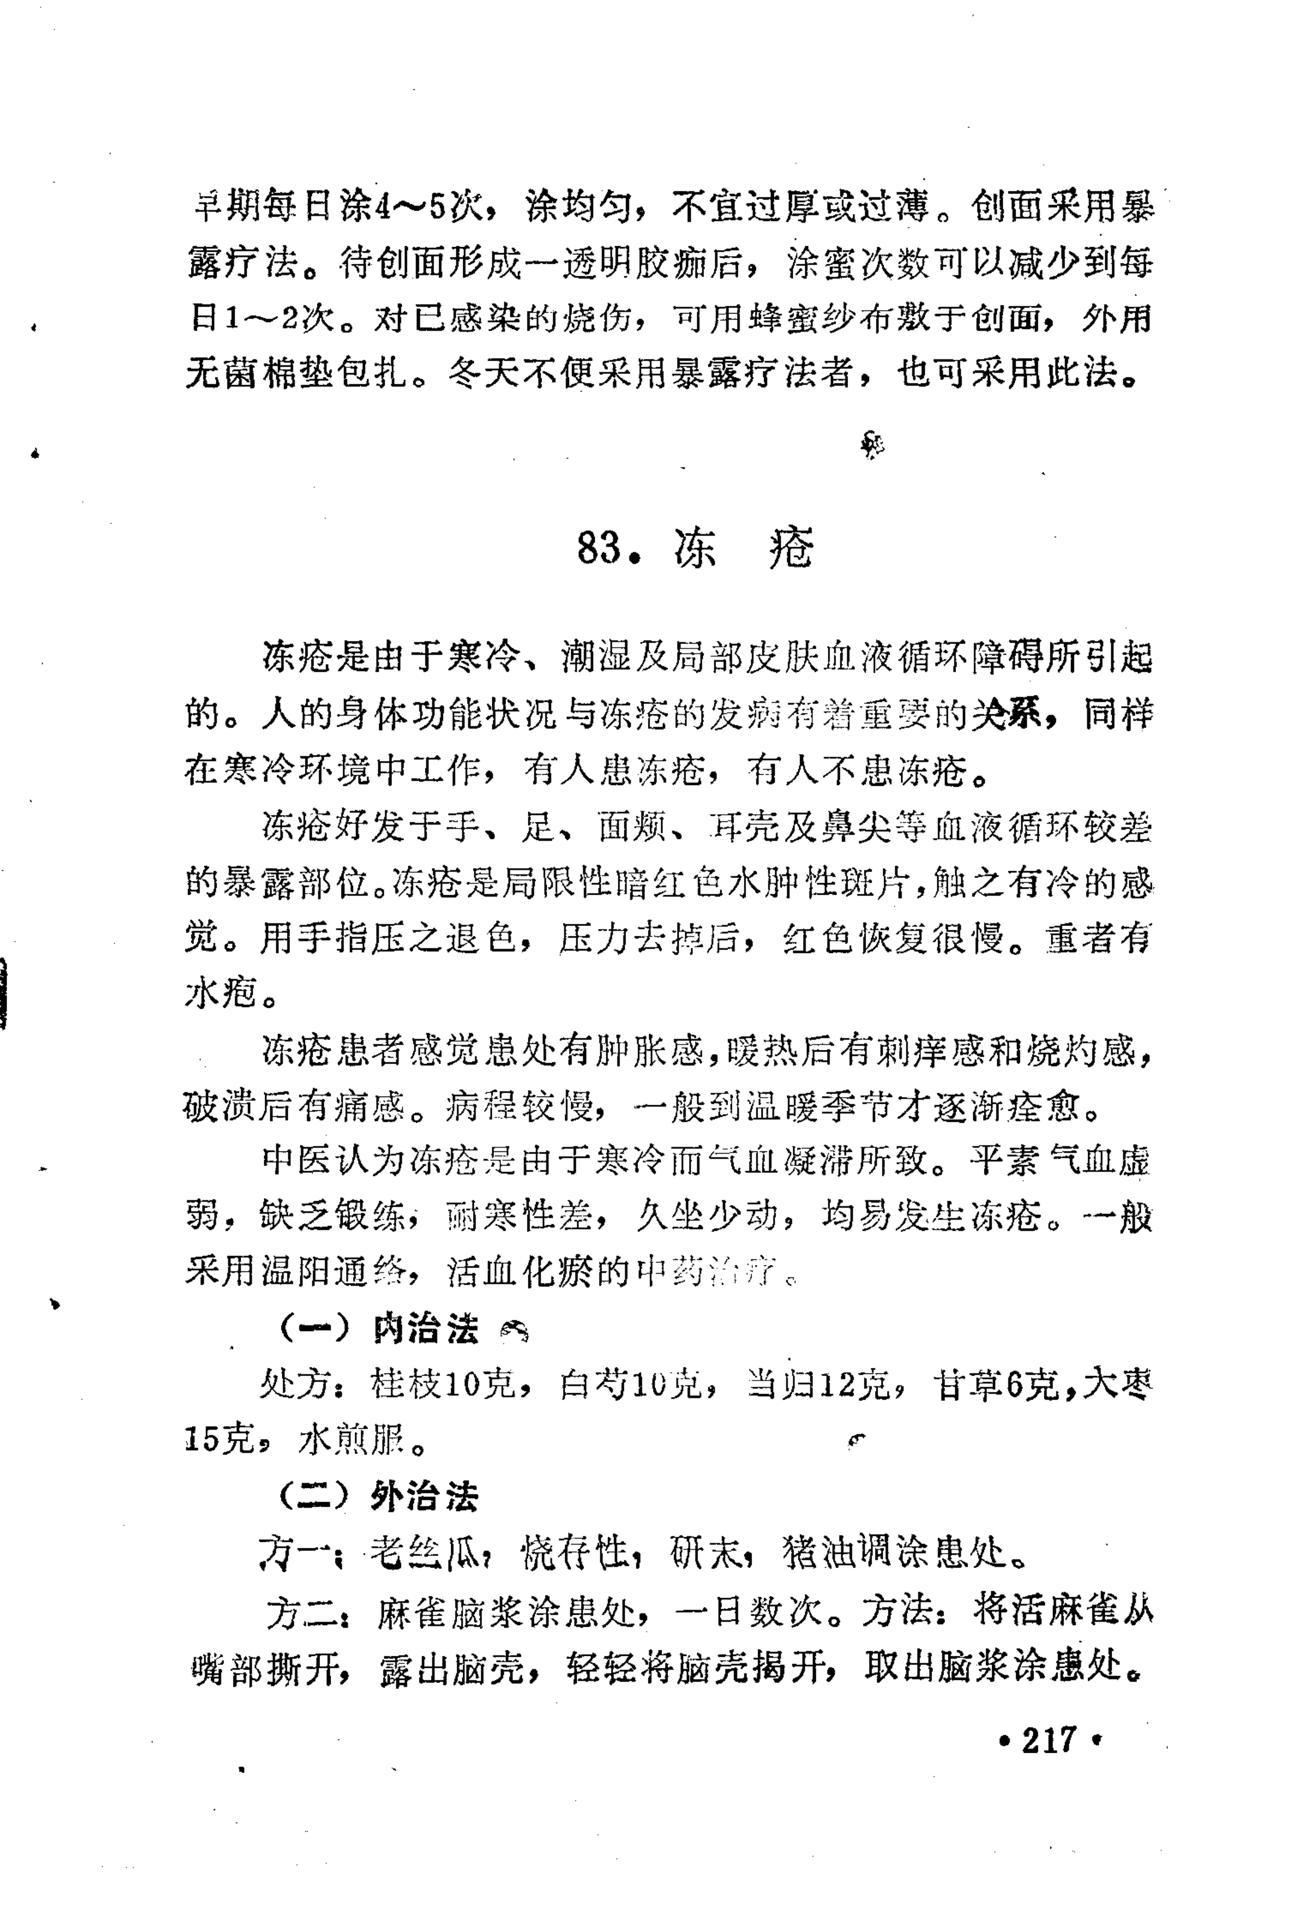 早期每日涂4～5次，涂均匀，不宜过厚或过薄。创面采用暴
露疗法。待创面形成一透明胶痂后，涂蜜次数可以减少到每
日1～2次。对已感染的烧伤，可用蜂蜜纱布敷于创面，外用
无菌棉垫包扎。冬天不便采用暴露疗法者，也可采用此法。
83．冻　疮
冻疮是由于寒冷、潮湿及局部皮肤血液循环障碍所引起
的。人的身体功能状况与冻疮的发病有着重要的关系，同样
在寒冷环境中工作，有人患冻疮，有人不患冻疮。
冻疮好发于手、足、面颊、耳壳及鼻尖等血液循环较差
的暴露部位。冻疮是局限性暗红色水肿性斑片，触之有冷的感
觉。用手指压之退色，压力去掉后，红色恢复很慢。重者有
水疱。
冻疮患者感觉患处有肿胀感，暖热后有刺痒感和烧灼感，
破溃后有痛感。病程较慢，一般到温暖季节才逐渐痊愈。
中医认为冻疮是由于寒冷而气血凝滞所致。平素气血虚
弱，缺乏锻练，耐寒性差，久坐少动，均易发生冻疮。一般
采用温阳通络，活血化瘀的中药治疗。
（一）内治法
处方：桂枝10克，白芍10克，当归12克，甘草6克，大枣
15克，水煎服。
（二）外治法
方一：老丝瓜，烧存性，研末，猪油调涂患处。
方二：麻雀脑浆涂患处，一日数次。方法：将活麻雀从
嘴部撕开，露出脑壳，轻轻将脑壳揭开，取出脑浆涂患处。
·217·